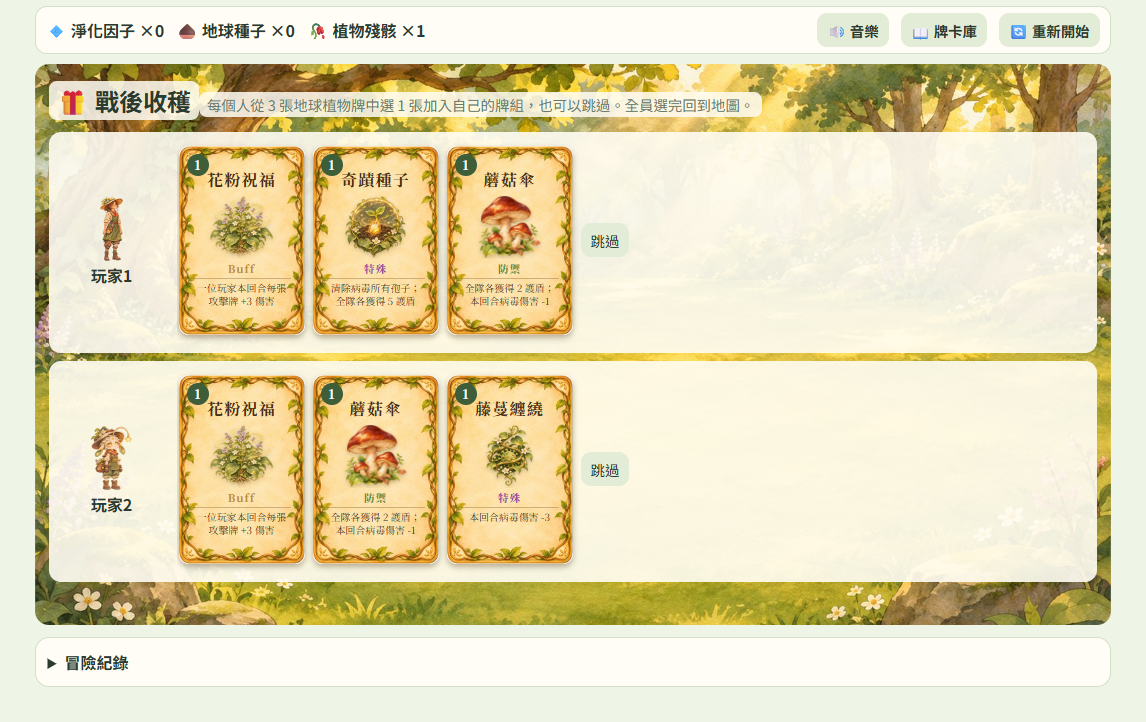 淨化因子 ×0 地球種子 ×0 植物殘骸 ×1 音樂 牌卡庫 重新開始
戰後收穫 每個人從 3 張地球植物牌中選 1 張加入自己的牌組，也可以跳過。全員選完回到地圖。
玩家1
1
花粉祝福
Buff
一位玩家本回合每張
攻擊牌 +3 傷害
1
奇蹟種子
特殊
清除病毒所有孢子；
全隊各獲得 5 護盾
1
蘑菇傘
防禦
全隊各獲得 2 護盾；
本回合病毒傷害 -1
跳過
玩家2
1
花粉祝福
Buff
一位玩家本回合每張
攻擊牌 +3 傷害
1
蘑菇傘
防禦
全隊各獲得 2 護盾；
本回合病毒傷害 -1
1
藤蔓纏繞
特殊
本回合病毒傷害 -3
跳過
冒險紀錄